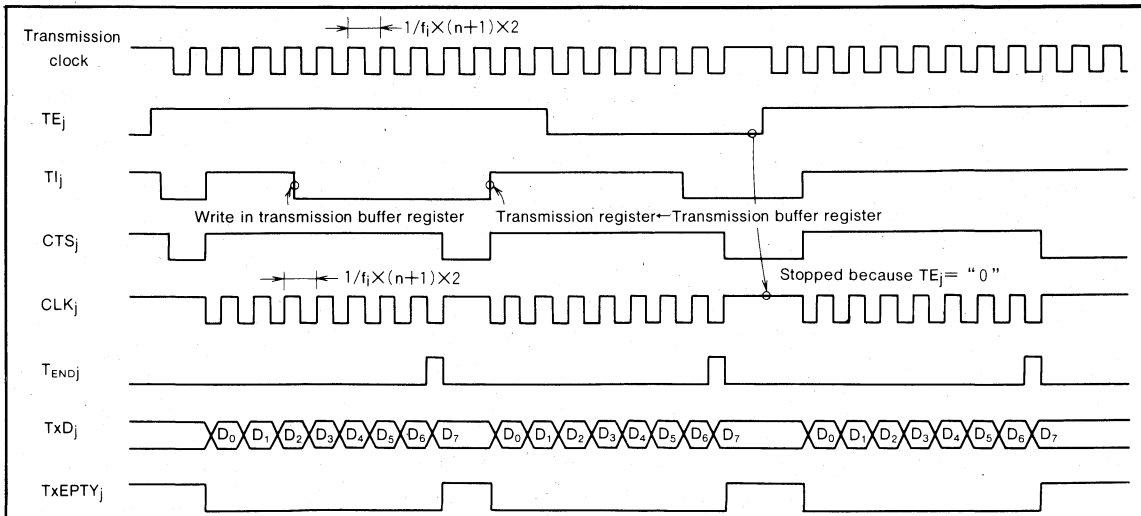 1/fⱼ×(n+1)×2
Transmission
clock
TEⱼ
TIⱼ
Write in transmission buffer register
Transmission register←Transmission buffer register
CTSⱼ
1/fⱼ×(n+1)×2
Stopped because TEⱼ= "0"
CLKⱼ
TENDⱼ
TxDⱼ
D₀ D₁ D₂ D₃ D₄ D₅ D₆ D₇ D₀ D₁ D₂ D₃ D₄ D₅ D₆ D₇ D₀ D₁ D₂ D₃ D₄ D₅ D₆ D₇
TxEPTYⱼ